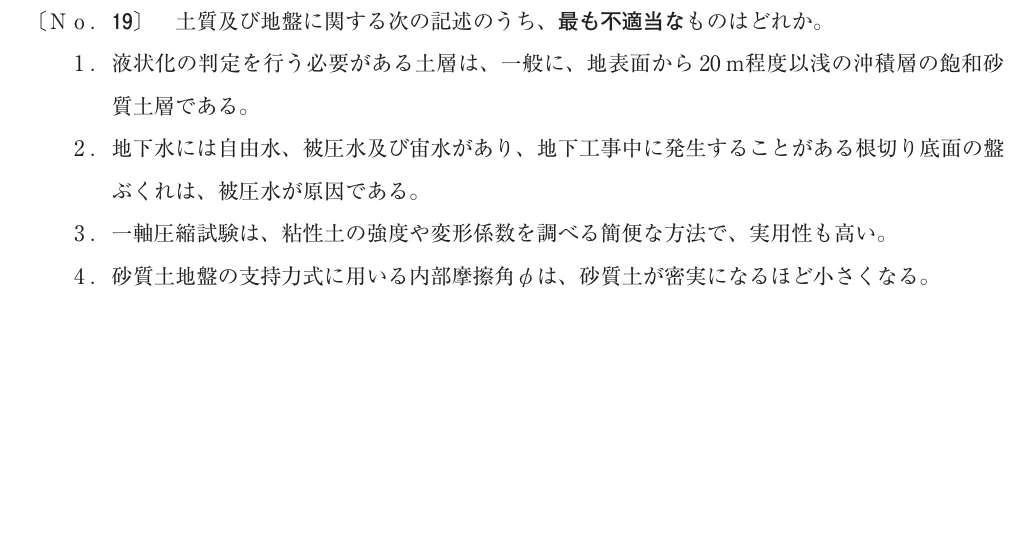 〔Ｎｏ．19〕　土質及び地盤に関する次の記述のうち、最も不適当なものはどれか。
１．液状化の判定を行う必要がある土層は、一般に、地表面から 20 m程度以浅の沖積層の飽和砂
質土層である。
２．地下水には自由水、被圧水及び宙水があり、地下工事中に発生することがある根切り底面の盤
ぶくれは、被圧水が原因である。
３．一軸圧縮試験は、粘性土の強度や変形係数を調べる簡便な方法で、実用性も高い。
４．砂質土地盤の支持力式に用いる内部摩擦角φは、砂質土が密実になるほど小さくなる。